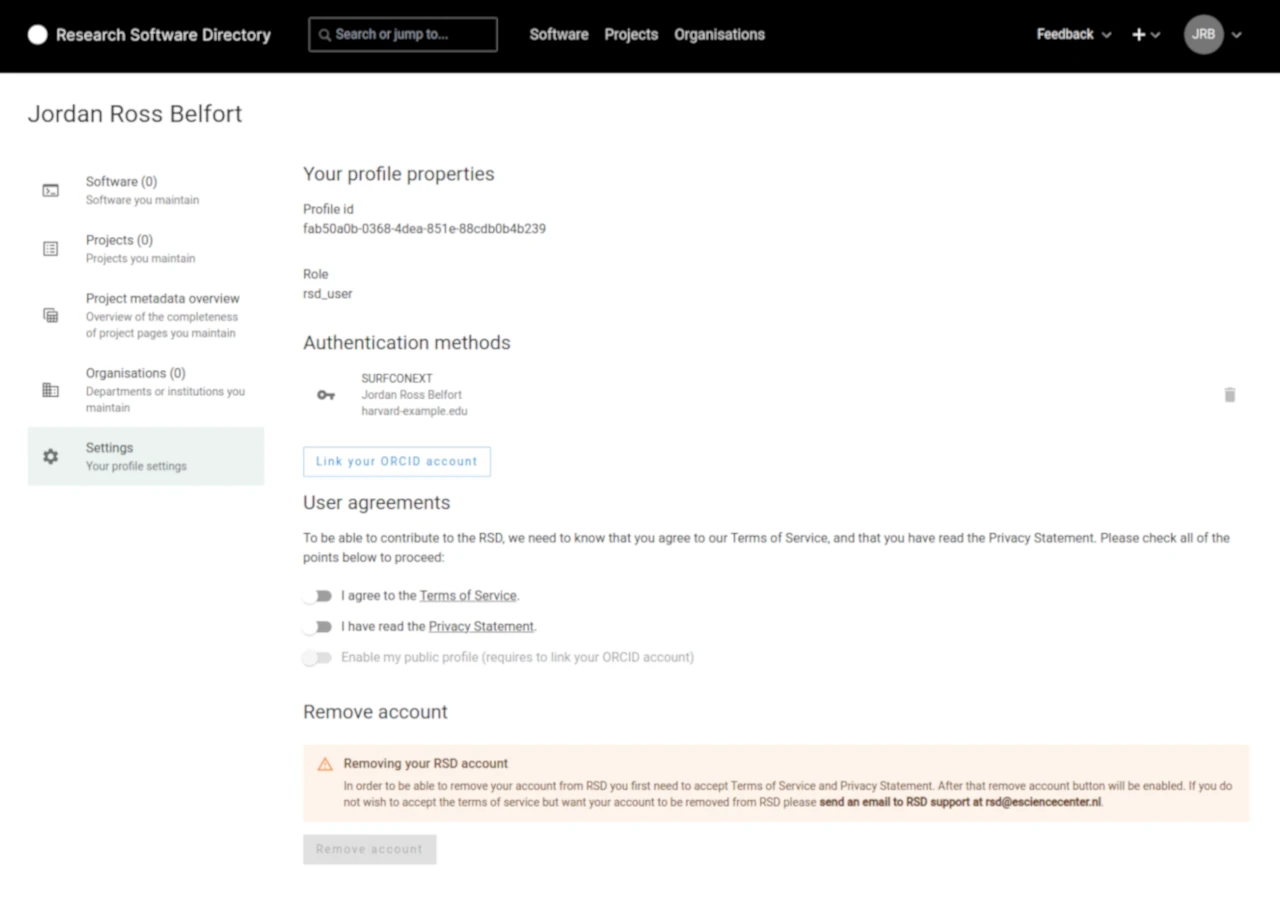 Research Software Directory
Search or jump to...
Software Projects Organisations
Feedback
JRB
Jordan Ross Belfort
Software (0)
Software you maintain
Projects (0)
Projects you maintain
Project metadata overview
Overview of the completeness
of project pages you maintain
Organisations (0)
Departments or institutions you
maintain
Settings
Your profile settings
Your profile properties
Profile id
fab50a0b-0368-4dea-851e-88cdb0b4b239
Role
rsd_user
Authentication methods
SURFCONEXT
Jordan Ross Belfort
harvard-example.edu
Link your ORCID account
User agreements
To be able to contribute to the RSD, we need to know that you agree to our Terms of Service, and that you have read the Privacy Statement. Please check all of the
points below to proceed:
I agree to the Terms of Service.
I have read the Privacy Statement.
Enable my public profile (requires to link your ORCID account)
Remove account
Removing your RSD account
In order to be able to remove your account from RSD you first need to accept Terms of Service and Privacy Statement. After that remove account button will be enabled. If you do
not wish to accept the terms of service but want your account to be removed from RSD please send an email to RSD support at rsd@esciencecenter.nl.
Remove account